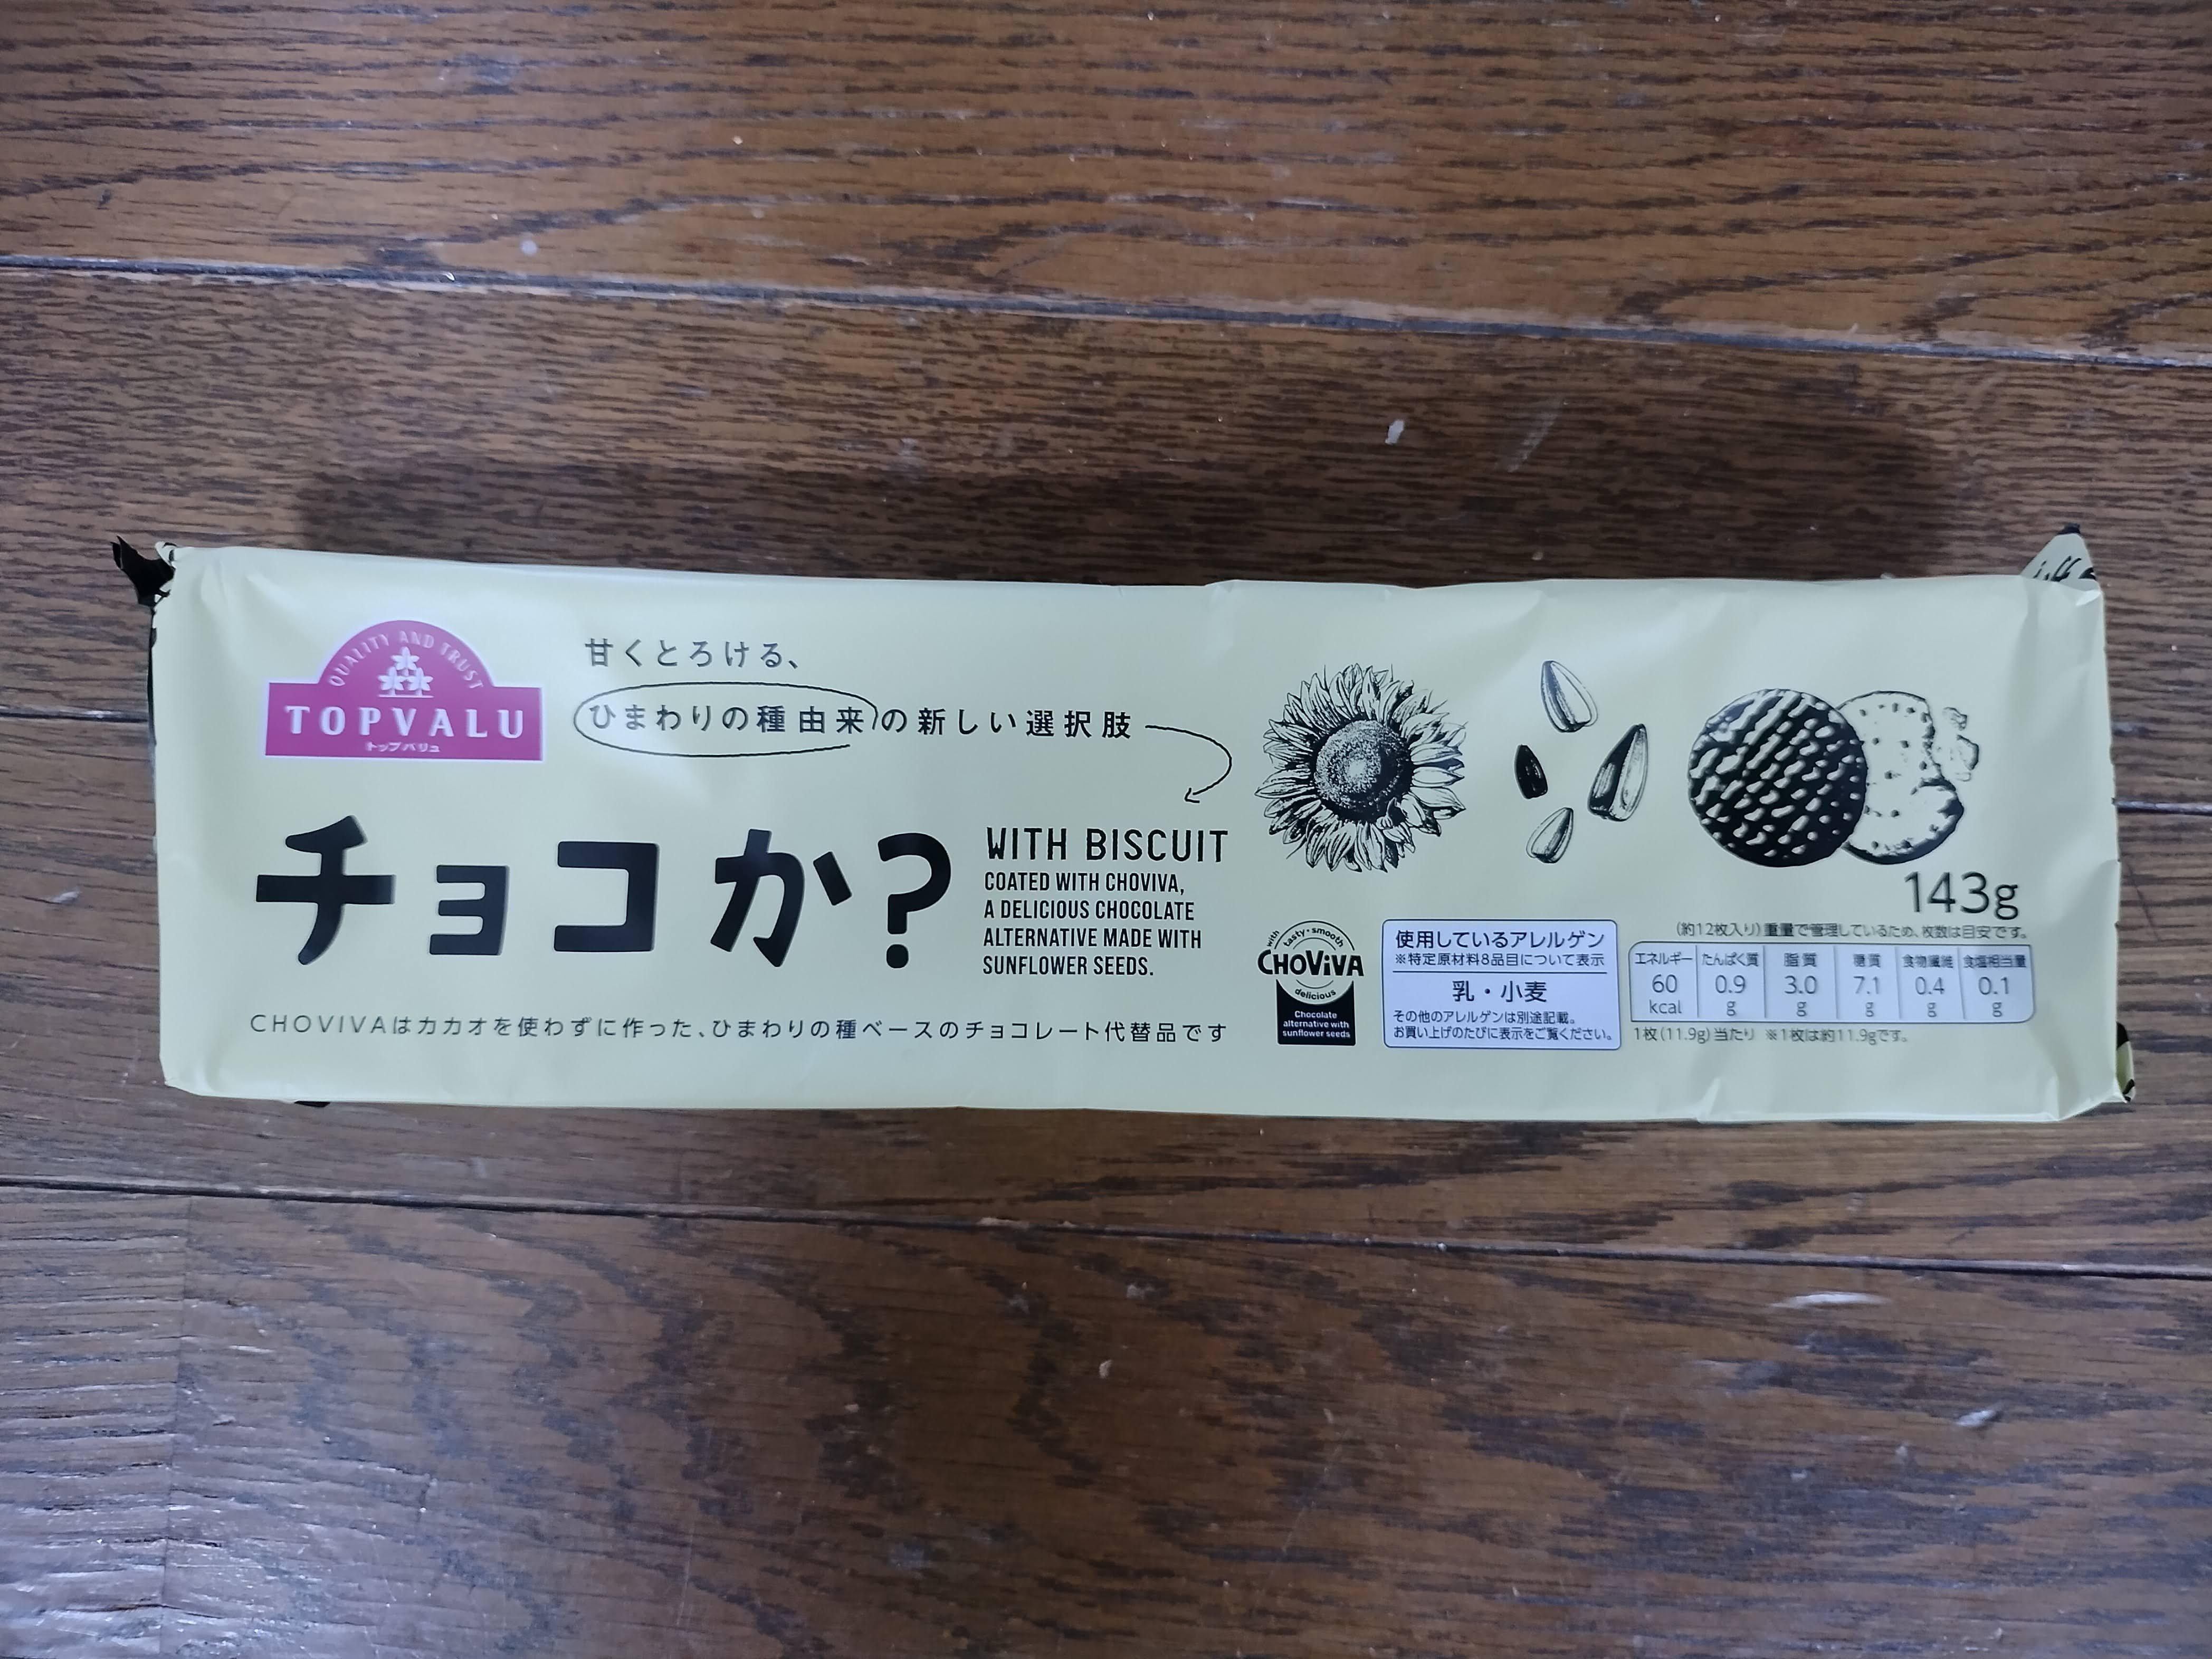 QUALITY AND TRUST
TOPVALU
トップバリュ
甘くとろける、
ひまわりの種由来の新しい選択肢
チョコか?
WITH BISCUIT
COATED WITH CHOVIVA,
A DELICIOUS CHOCOLATE
ALTERNATIVE MADE WITH
SUNFLOWER SEEDS.
CHOVIVAはカカオを使わずに作った、ひまわりの種ベースのチョコレート代替品です
with
tasty・smooth
CHOViVA
delicious
Chocolate
alternative with
sunflower seeds
使用しているアレルゲン
※特定原材料8品目について表示
乳・小麦
その他のアレルゲンは別途記載。
お買い上げのたびに表示をご覧ください。
143g
(約12枚入り)重量で管理しているため、枚数は目安です。
エネルギー たんぱく質 脂質 糖質 食物繊維 食塩相当量
60 0.9 3.0 7.1 0.4 0.1
kcal g g g g g
1枚(11.9g)当たり ※1枚は約11.9gです。